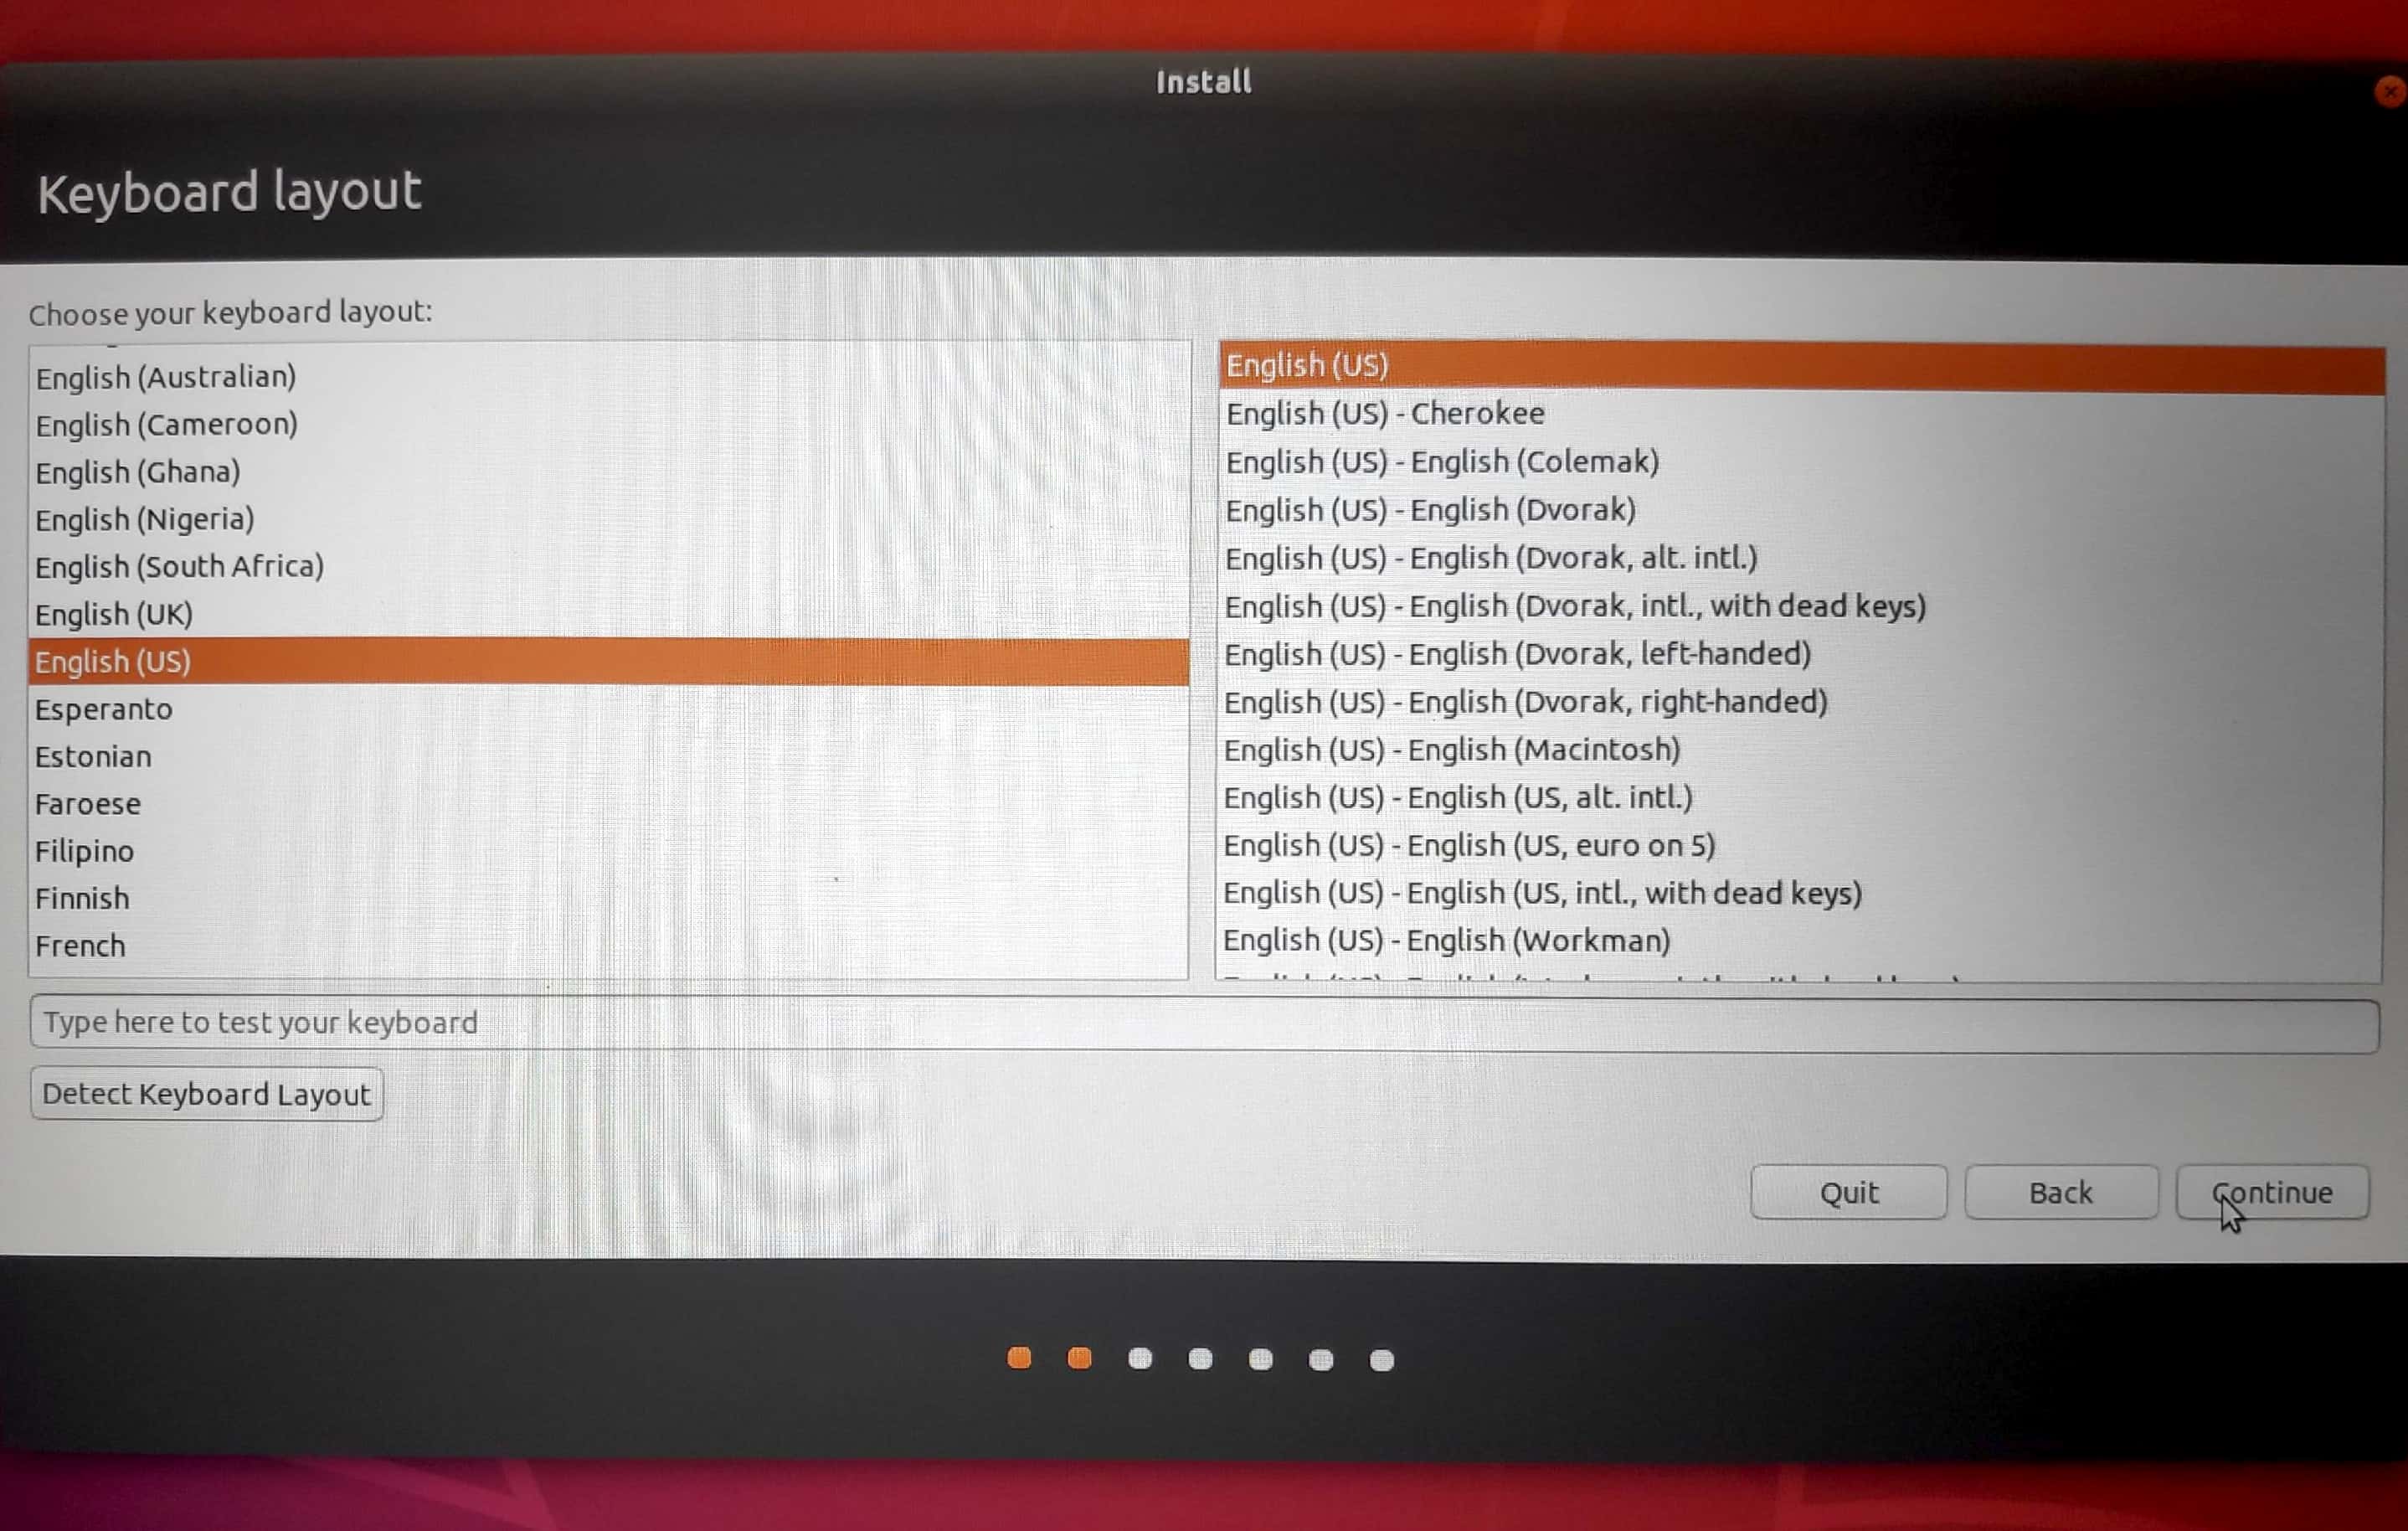 Install
Keyboard layout
Choose your keyboard layout:
English (Australian)
English (Cameroon)
English (Ghana)
English (Nigeria)
English (South Africa)
English (UK)
English (US)
Esperanto
Estonian
Faroese
Filipino
Finnish
French
English (US)
English (US) - Cherokee
English (US) - English (Colemak)
English (US) - English (Dvorak)
English (US) - English (Dvorak, alt. intl.)
English (US) - English (Dvorak, intl., with dead keys)
English (US) - English (Dvorak, left-handed)
English (US) - English (Dvorak, right-handed)
English (US) - English (Macintosh)
English (US) - English (US, alt. intl.)
English (US) - English (US, euro on 5)
English (US) - English (US, intl., with dead keys)
English (US) - English (Workman)
Type here to test your keyboard
Detect Keyboard Layout
Quit
Back
Continue